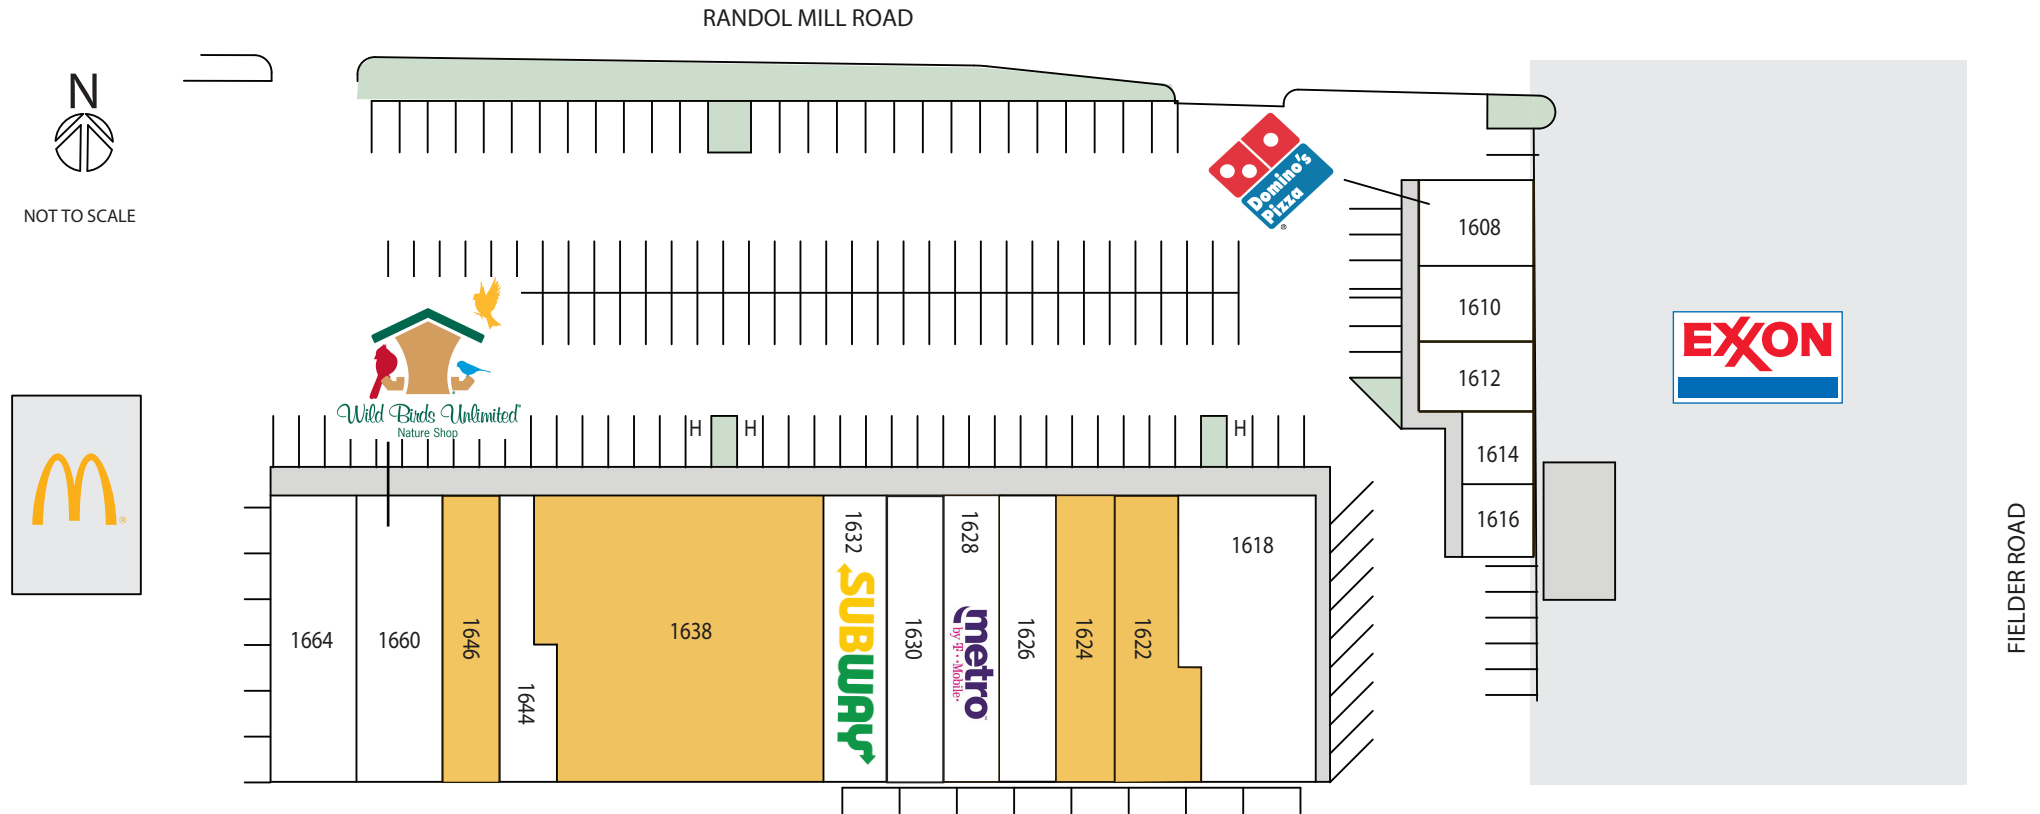 RANDOL MILL ROAD
N
NOT TO SCALE
Domino's
Pizza
®
1608
1610
1612
1614
1616
EXXON
FIELDER ROAD
Wild Birds Unlimited®
Nature Shop
H
H
H
®
1664
1660
1646
1644
1638
1632
SUBWAY
1630
1628
metro
by T-Mobile
1626
1624
1622
1618